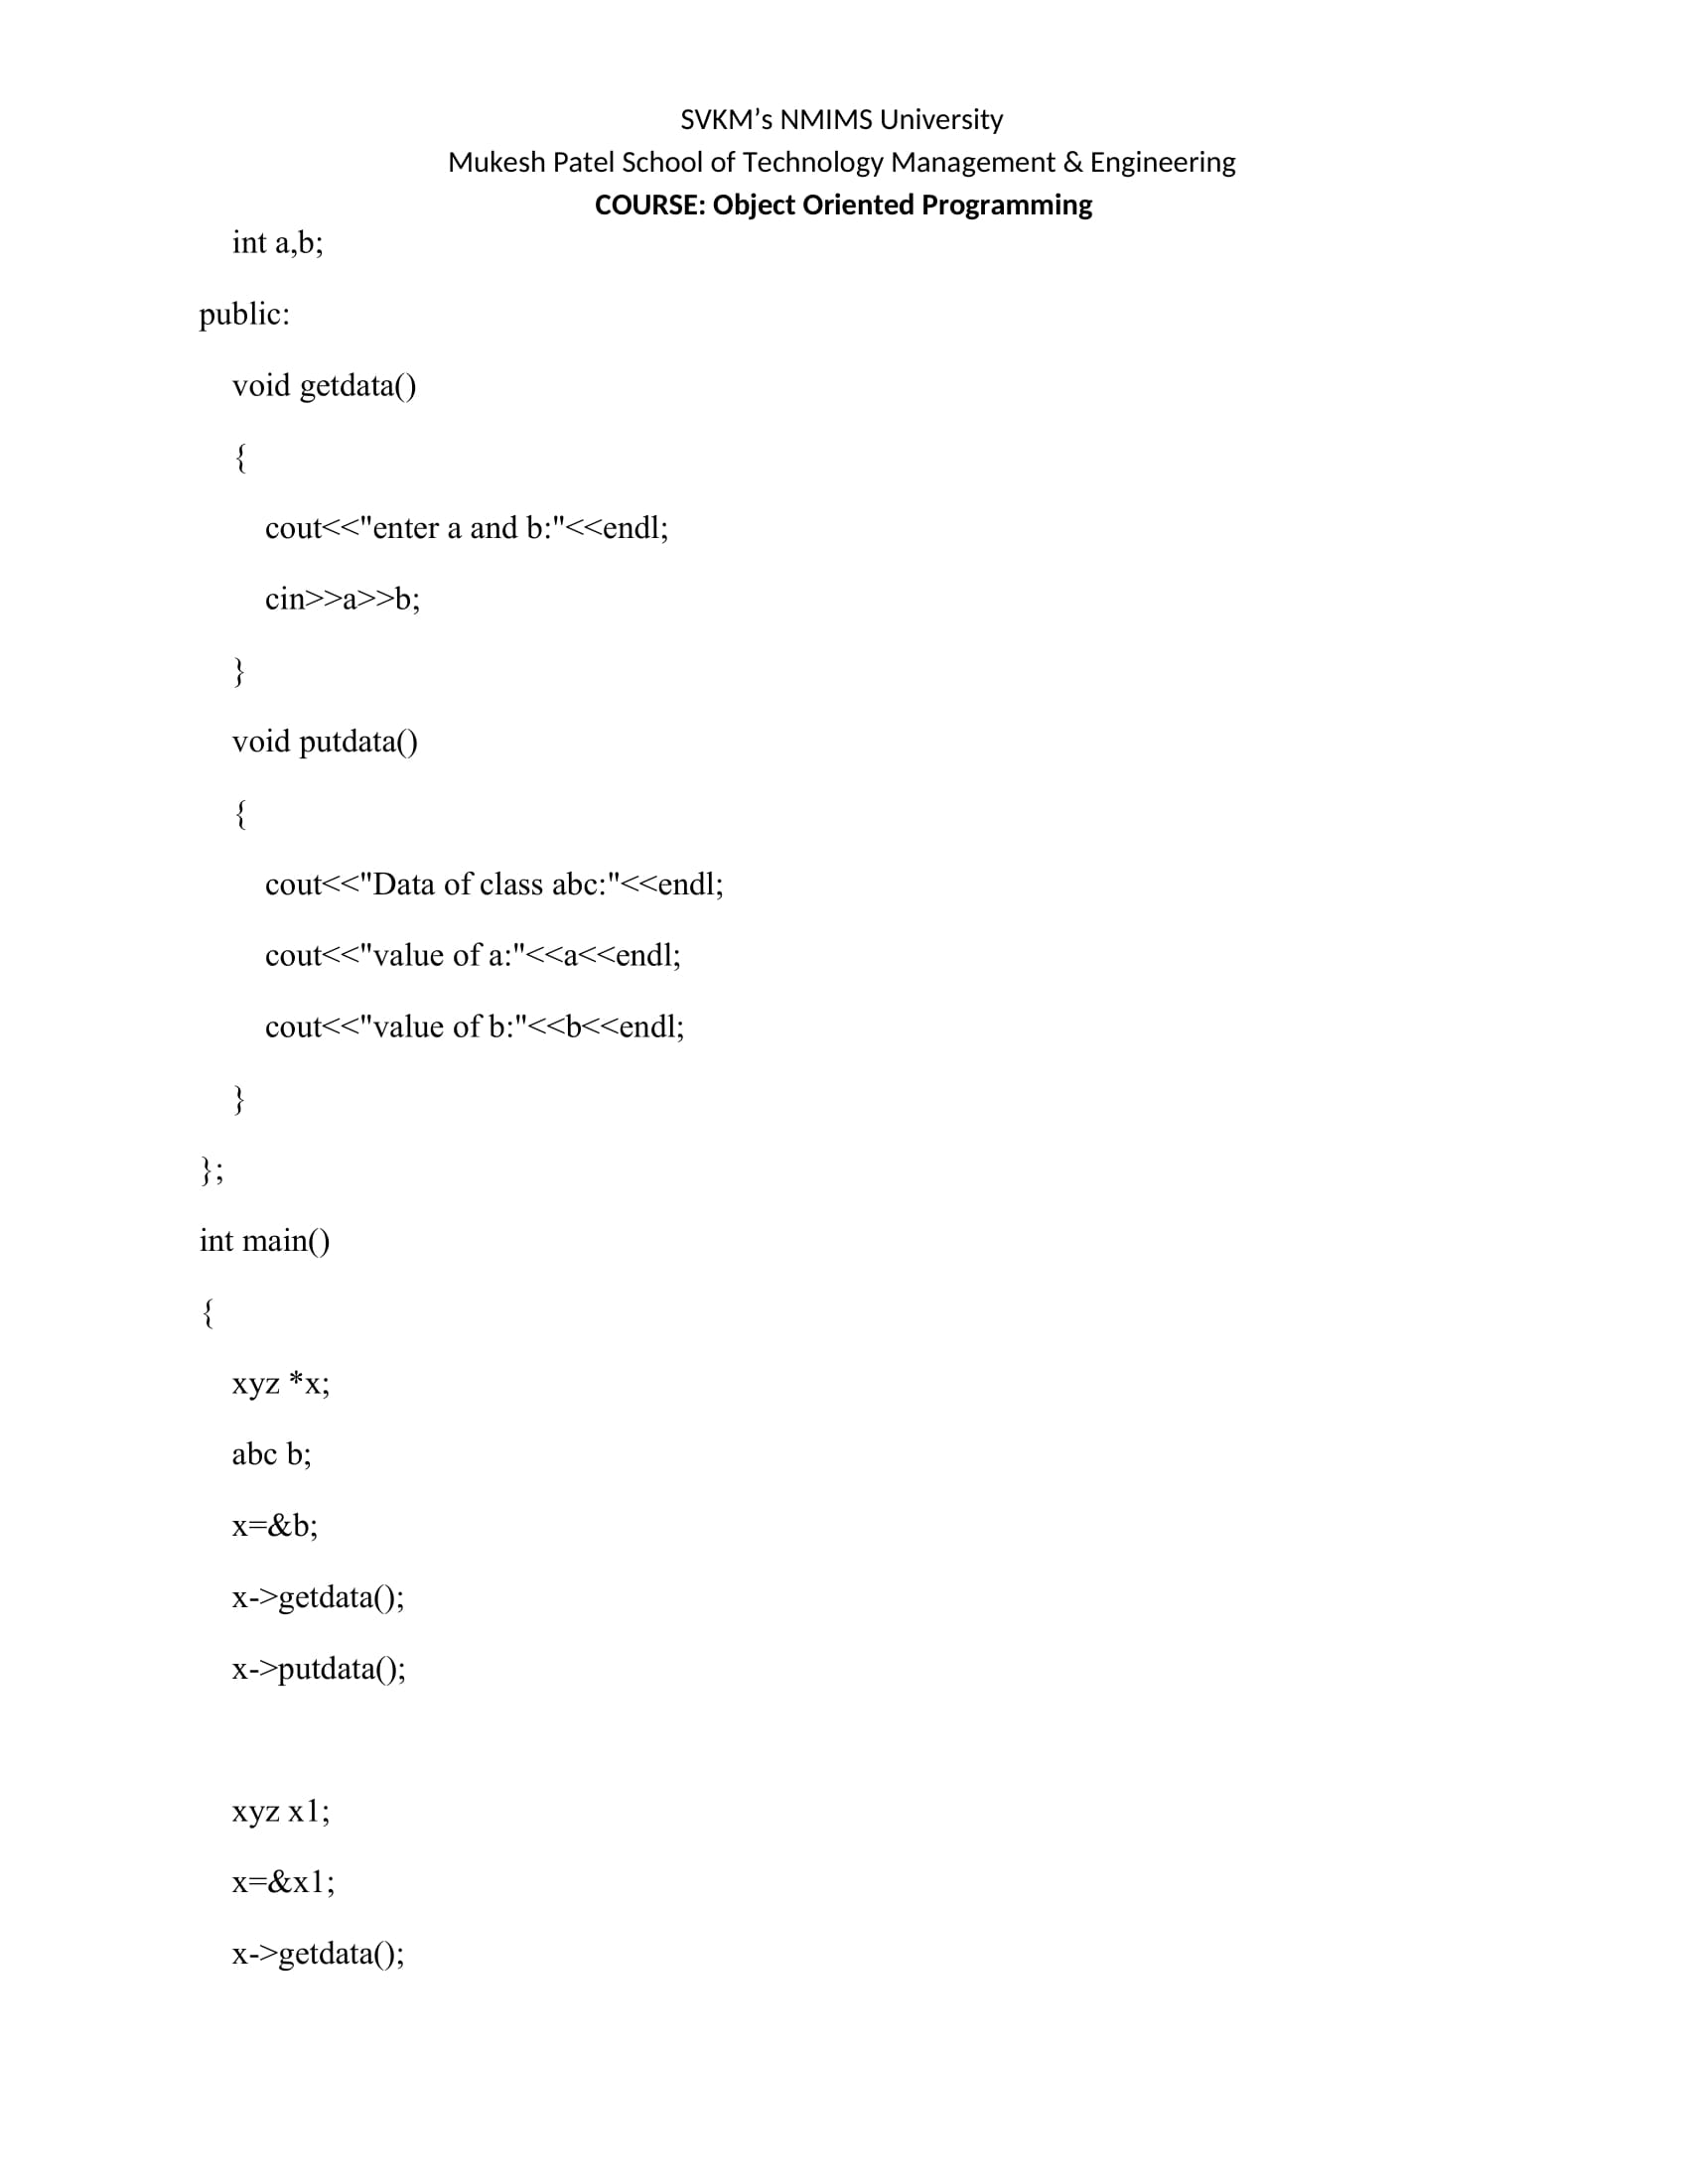 SVKM’s NMIMS University
Mukesh Patel School of Technology Management & Engineering
COURSE: Object Oriented Programming
int a,b;
public:
void getdata()
{
cout<<"enter a and b:"<<endl;
cin>>a>>b;
}
void putdata()
{
cout<<"Data of class abc:"<<endl;
cout<<"value of a:"<<a<<endl;
cout<<"value of b:"<<b<<endl;
}
};
int main()
{
xyz *x;
abc b;
x=&b;
x->getdata();
x->putdata();
xyz x1;
x=&x1;
x->getdata();